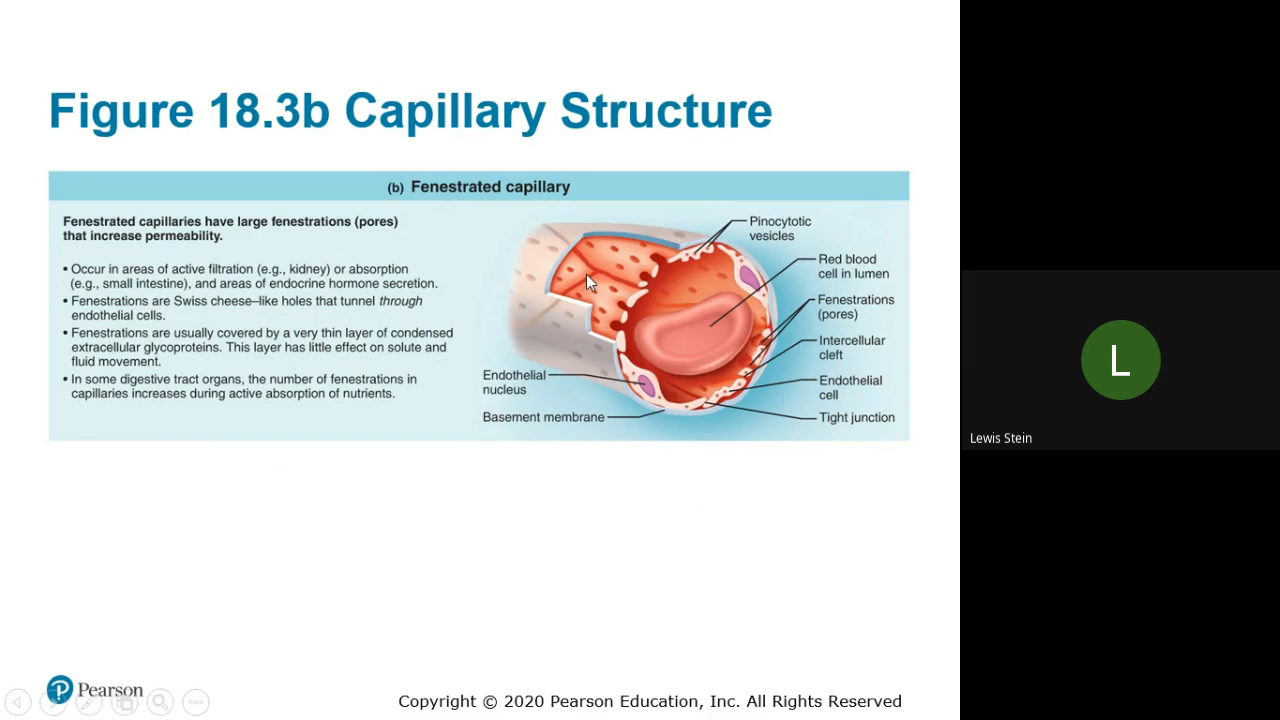 Figure 18.3b Capillary Structure
(b) Fenestrated capillary
Fenestrated capillaries have large fenestrations (pores)
that increase permeability.
• Occur in areas of active filtration (e.g., kidney) or absorption
(e.g., small intestine), and areas of endocrine hormone secretion.
• Fenestrations are Swiss cheese–like holes that tunnel through
endothelial cells.
• Fenestrations are usually covered by a very thin layer of condensed
extracellular glycoproteins. This layer has little effect on solute and
fluid movement.
• In some digestive tract organs, the number of fenestrations in
capillaries increases during active absorption of nutrients.
Pinocytotic
vesicles
Red blood
cell in lumen
Fenestrations
(pores)
Intercellular
cleft
Endothelial
cell
Tight junction
Endothelial
nucleus
Basement membrane
L
Lewis Stein
P Pearson
Copyright © 2020 Pearson Education, Inc. All Rights Reserved